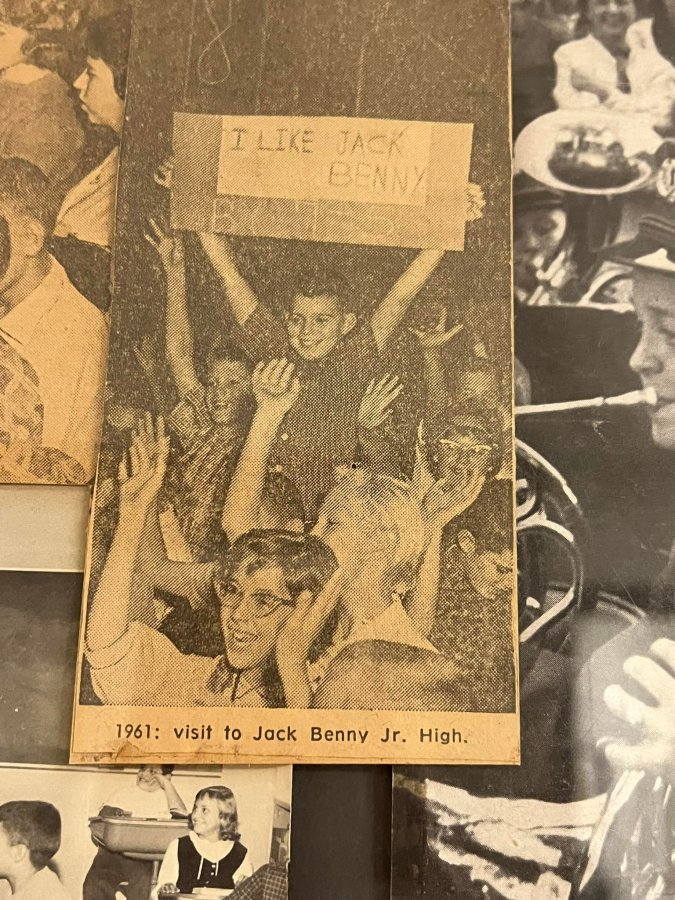 I LIKE JACK
BENNY
1961: visit to Jack Benny Jr. High.